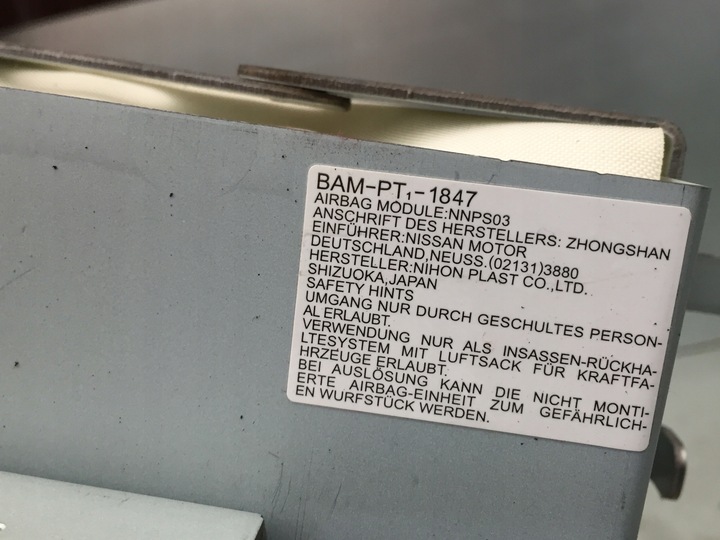 BAM-PT₁-1847
AIRBAG MODULE:NNPS03
ANSCHRIFT DES HERSTELLERS: ZHONGSHAN
EINFÜHRER:NISSAN MOTOR
DEUTSCHLAND,NEUSS.(02131)3880
HERSTELLER:NIHON PLAST CO.,LTD.
SHIZUOKA,JAPAN
SAFETY HINTS
UMGANG NUR DURCH GESCHULTES PERSON-
AL ERLAUBT.
VERWENDUNG NUR ALS INSASSEN-RÜCKHA-
LTESYSTEM MIT LUFTSACK FÜR KRAFTFA-
HRZEUGE ERLAUBT.
BEI AUSLÖSUNG KANN DIE NICHT MONTI-
ERTE AIRBAG-EINHEIT ZUM GEFÄHRLICH-
EN WURFSTÜCK WERDEN.